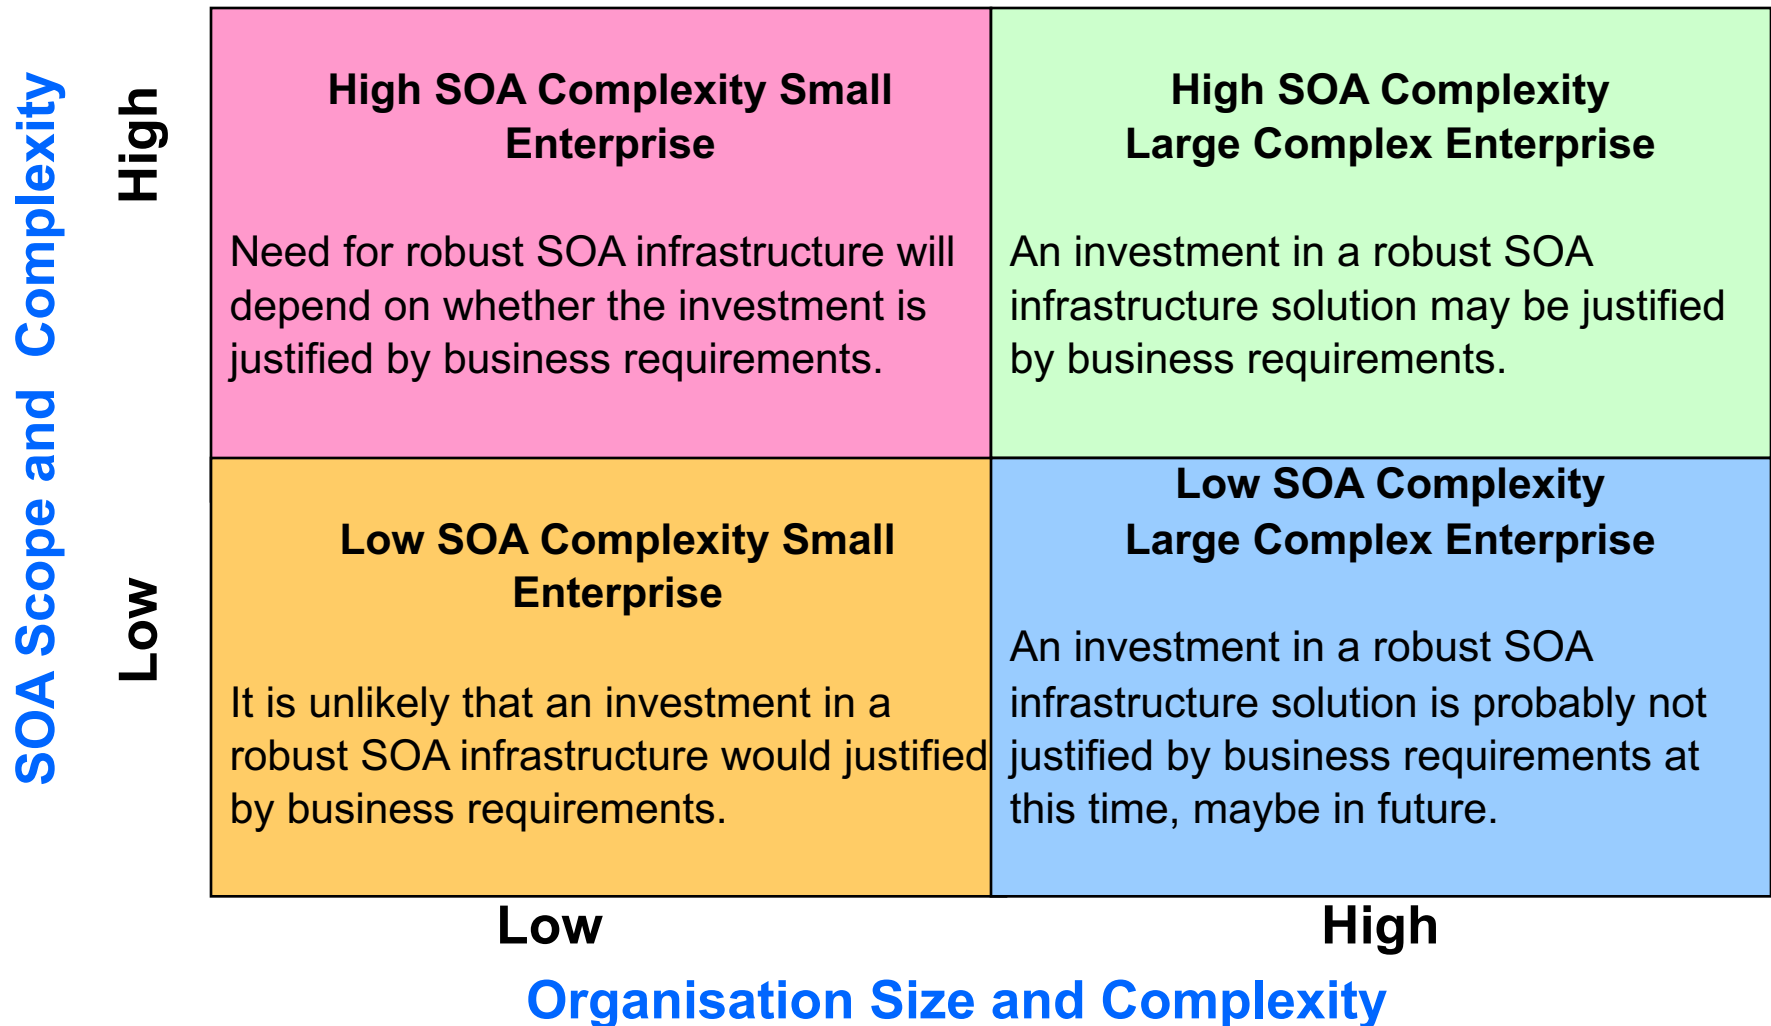 SOA Scope and Complexity
High
High SOA Complexity Small
Enterprise
Need for robust SOA infrastructure will
depend on whether the investment is
justified by business requirements.
High SOA Complexity
Large Complex Enterprise
An investment in a robust SOA
infrastructure solution may be justified
by business requirements.
Low
Low SOA Complexity Small
Enterprise
It is unlikely that an investment in a
robust SOA infrastructure would justified
by business requirements.
Low SOA Complexity
Large Complex Enterprise
An investment in a robust SOA
infrastructure solution is probably not
justified by business requirements at
this time, maybe in future.
Low
High
Organisation Size and Complexity